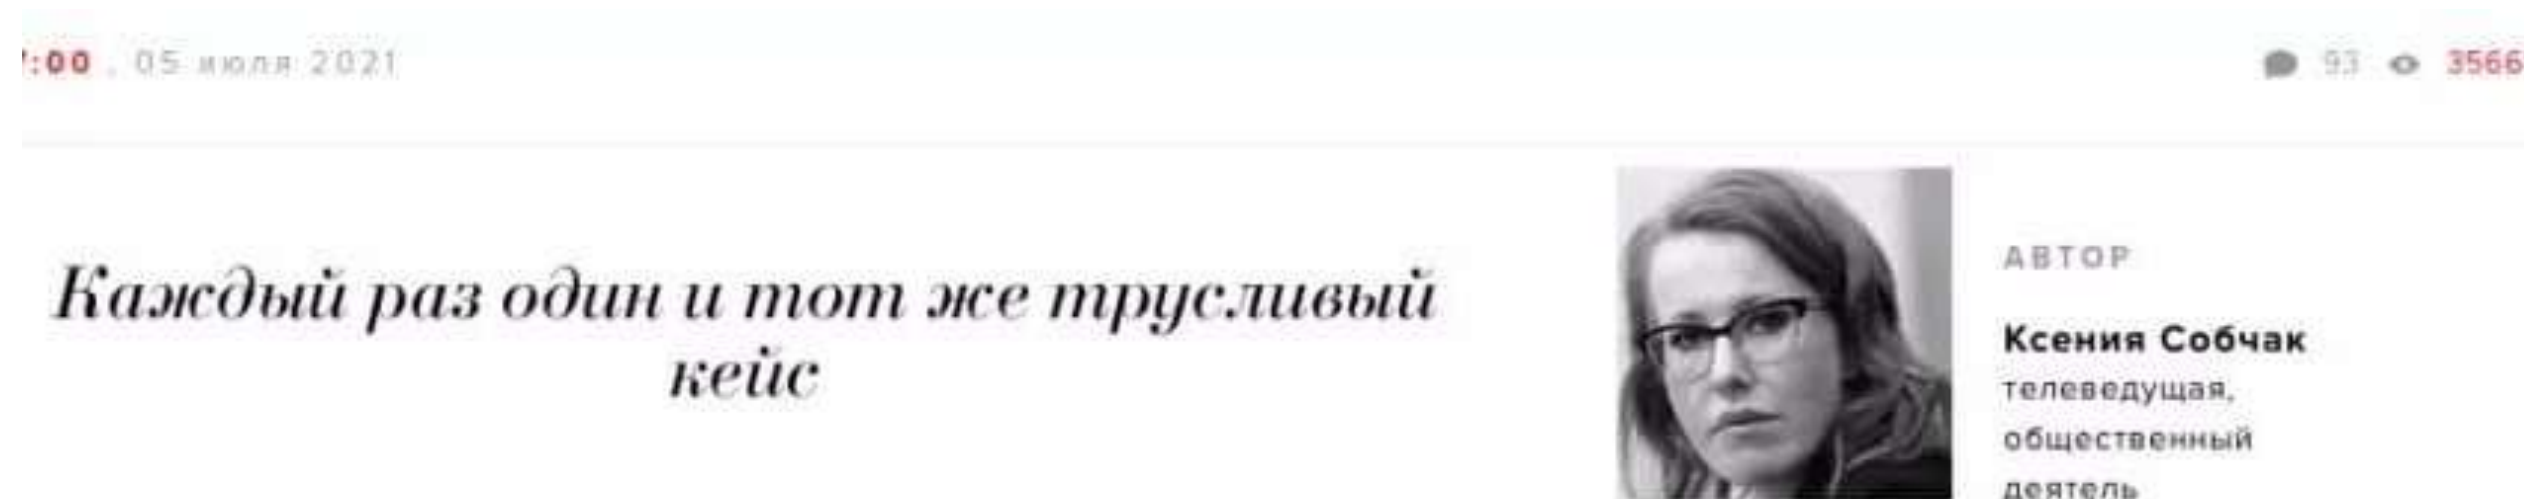 :00 . 05 июля 2021
93 3566
Каждый раз один и тот же трусливый
кейс
АВТОР
Ксения Собчак
телеведущая,
общественный
деятель